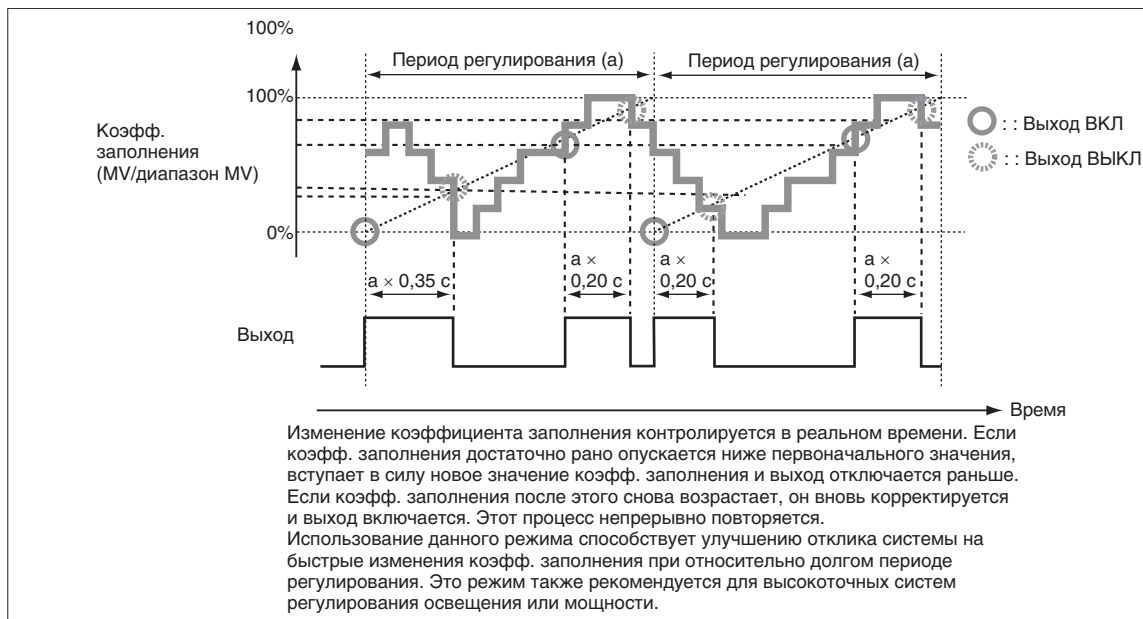 100%
Период регулирования (а)
Период регулирования (а)
100%
Коэфф.
заполнения
(MV/диапазон MV)
: : Выход ВКЛ
: : Выход ВЫКЛ
0%
а × 0,35 с
а ×
0,20 с
а ×
0,20 с
а ×
0,20 с
Выход
Время
Изменение коэффициента заполнения контролируется в реальном времени. Если
коэфф. заполнения достаточно рано опускается ниже первоначального значения,
вступает в силу новое значение коэфф. заполнения и выход отключается раньше.
Если коэфф. заполнения после этого снова возрастает, он вновь корректируется
и выход включается. Этот процесс непрерывно повторяется.
Использование данного режима способствует улучшению отклика системы на
быстрые изменения коэфф. заполнения при относительно долгом периоде
регулирования. Это режим также рекомендуется для высокоточных систем
регулирования освещения или мощности.